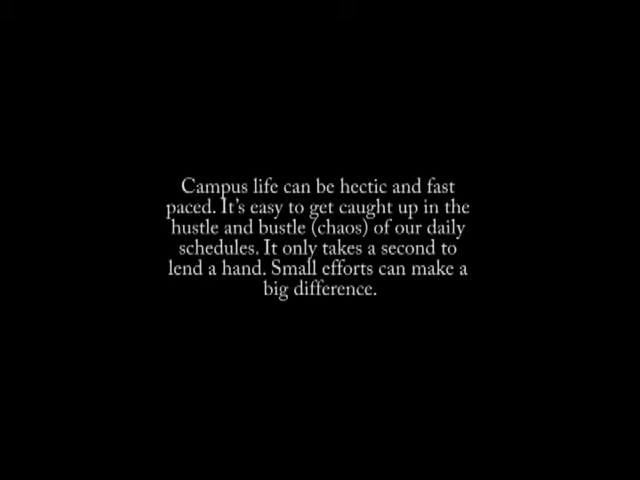 Campus life can be hectic and fast
paced. It's easy to get caught up in the
hustle and bustle (chaos) of our daily
schedules. It only takes a second to
lend a hand. Small efforts can make a
big difference.